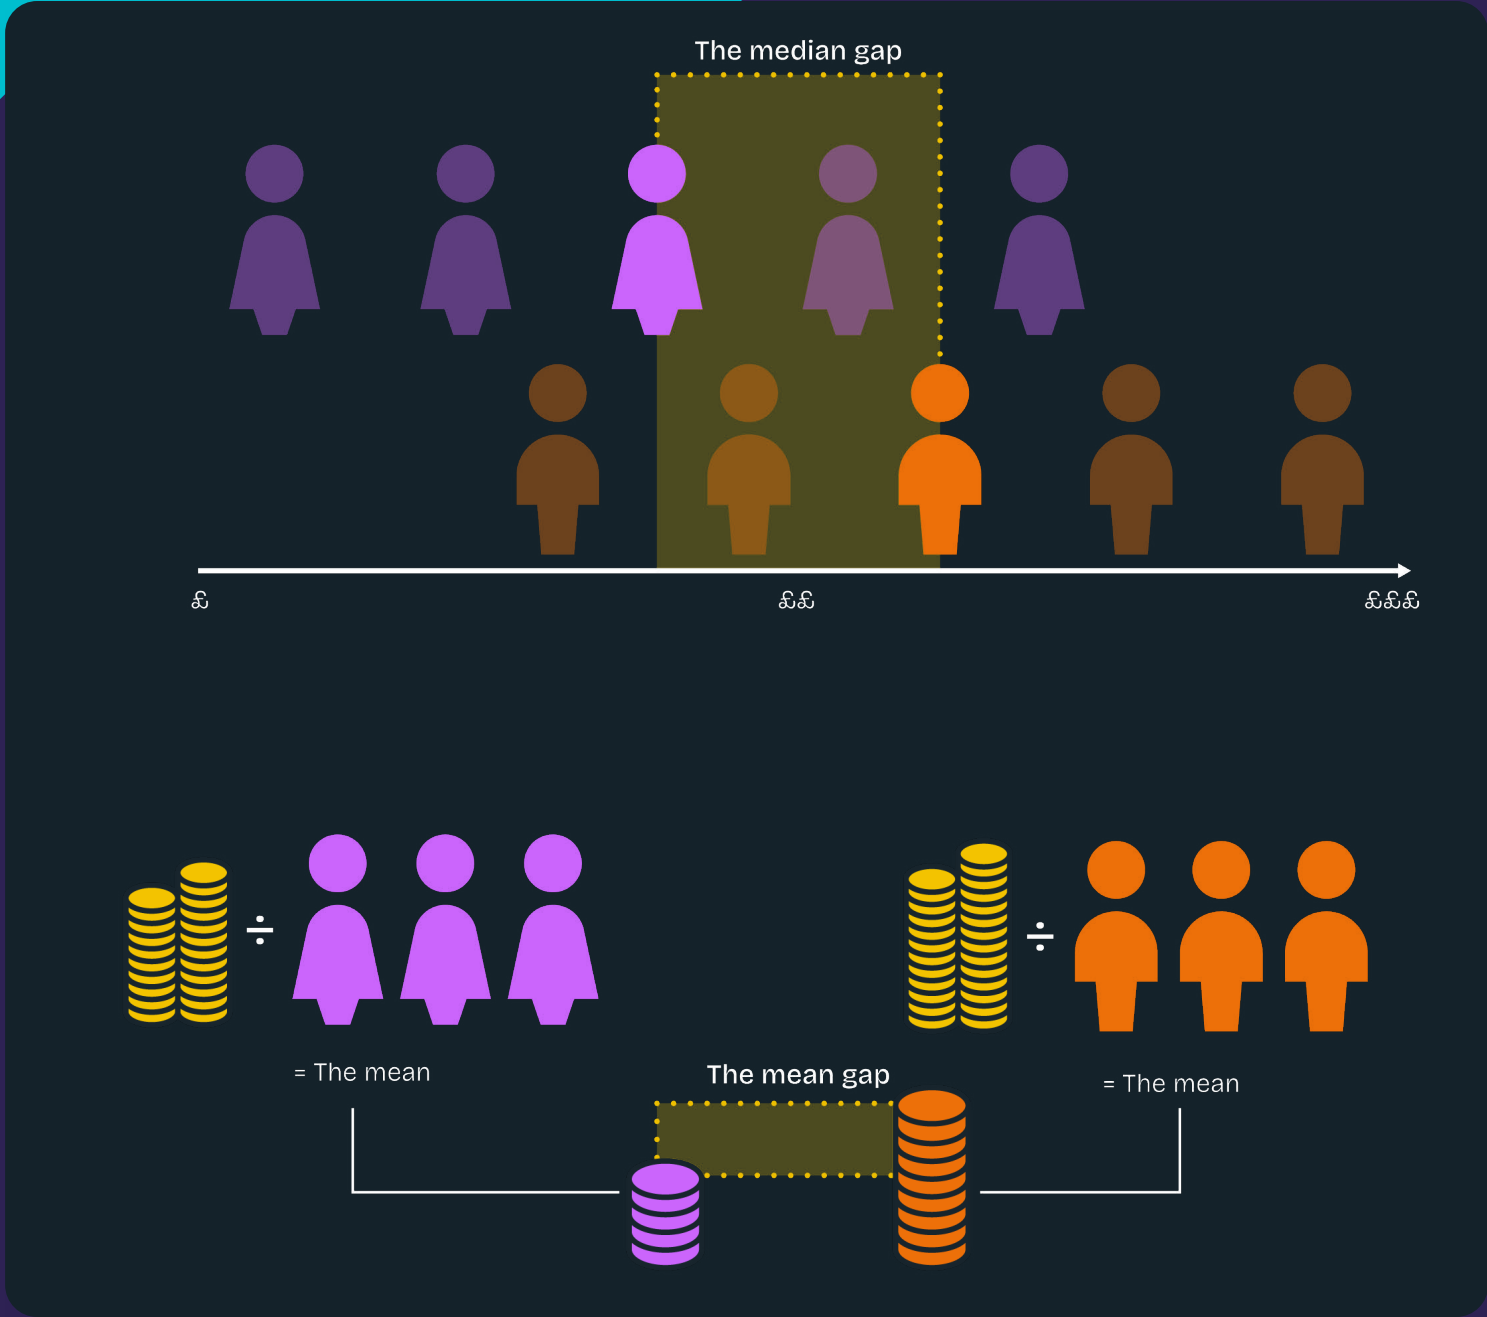 The median gap
£
££
£££
÷
÷
= The mean
The mean gap
= The mean